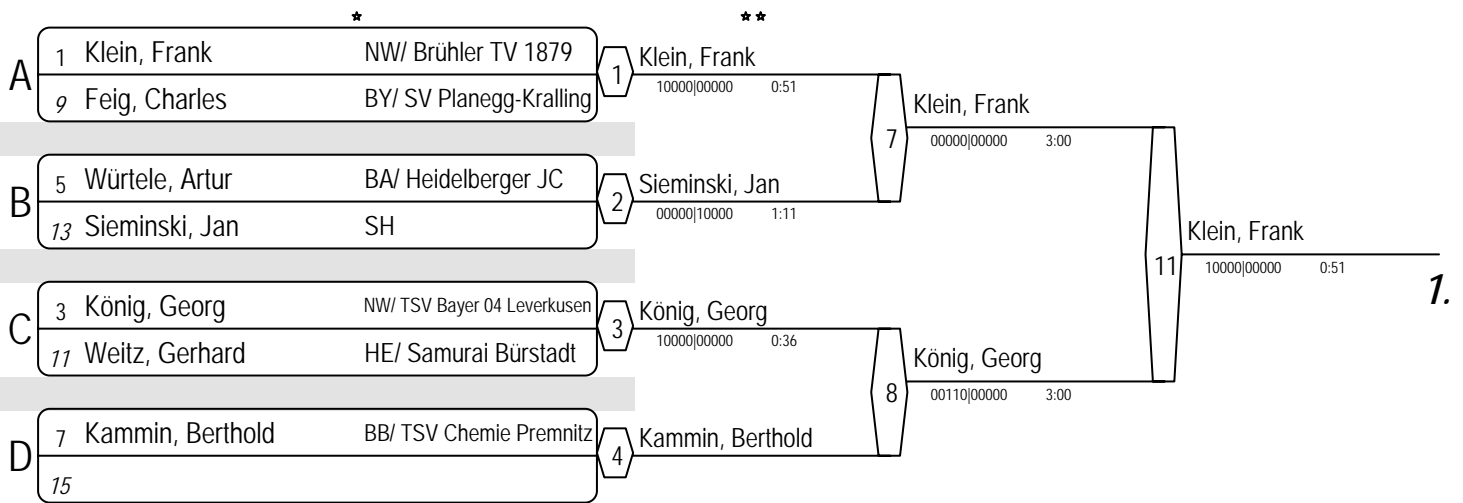 * **
A
1 Klein, Frank NW/ Brühler TV 1879
9 Feig, Charles BY/ SV Planegg-Kralling
1
Klein, Frank
10000|00000 0:51
B
5 Würtele, Artur BA/ Heidelberger JC
13 Sieminski, Jan SH
2
Sieminski, Jan
00000|10000 1:11
7
Klein, Frank
00000|00000 3:00
C
3 König, Georg NW/ TSV Bayer 04 Leverkusen
11 Weitz, Gerhard HE/ Samurai Bürstadt
3
König, Georg
10000|00000 0:36
D
7 Kammin, Berthold BB/ TSV Chemie Premnitz
15
4
Kammin, Berthold
8
König, Georg
00110|00000 3:00
11
Klein, Frank
10000|00000 0:51
1.